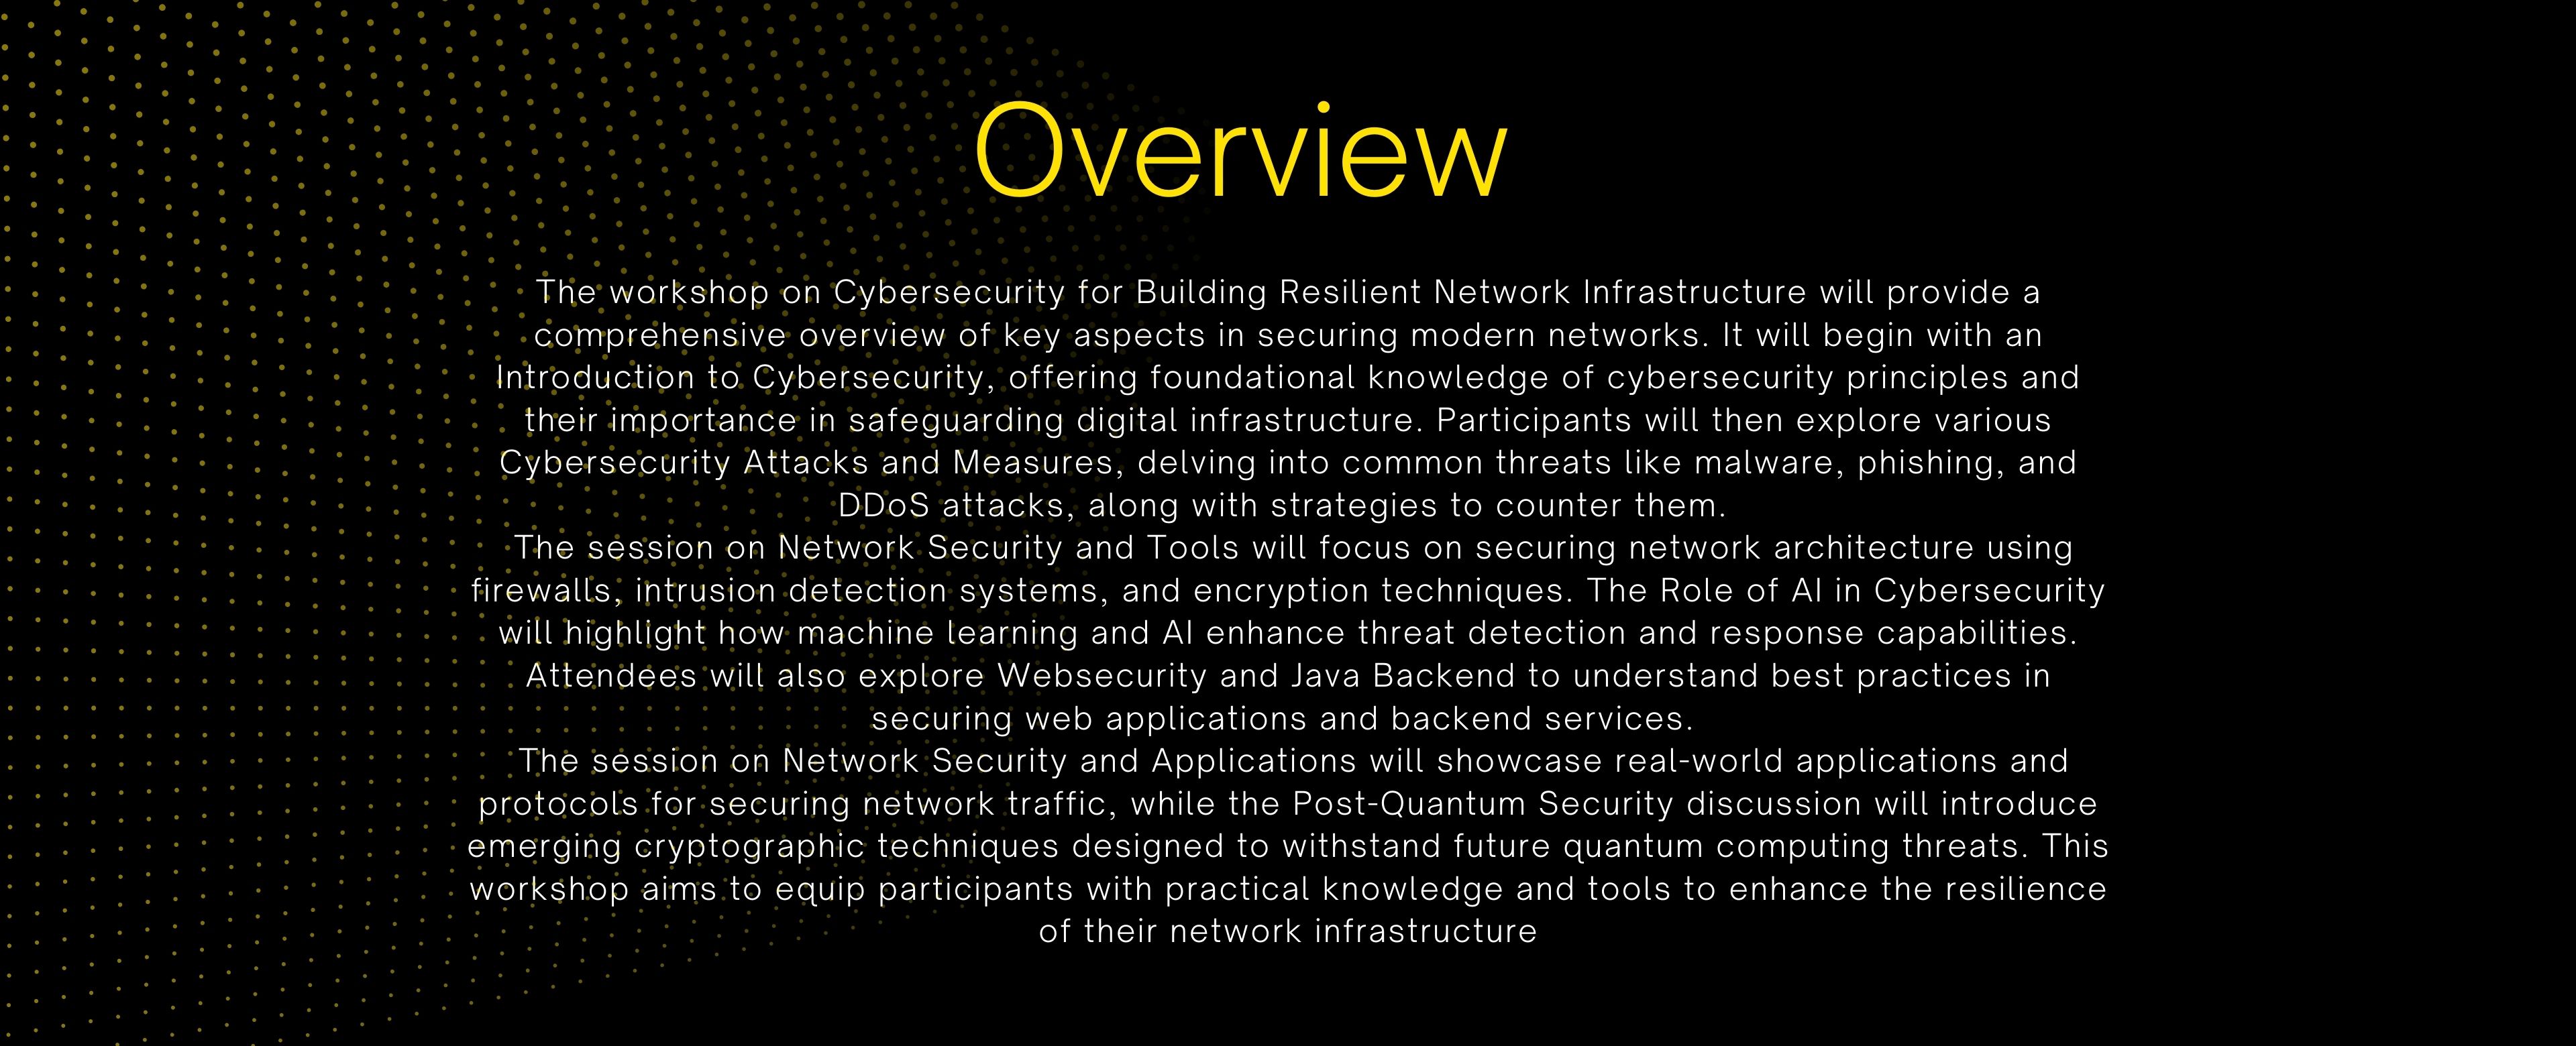 Overview
The workshop on Cybersecurity for Building Resilient Network Infrastructure will provide a
comprehensive overview of key aspects in securing modern networks. It will begin with an
Introduction to Cybersecurity, offering foundational knowledge of cybersecurity principles and
their importance in safeguarding digital infrastructure. Participants will then explore various
Cybersecurity Attacks and Measures, delving into common threats like malware, phishing, and
DDoS attacks, along with strategies to counter them.
The session on Network Security and Tools will focus on securing network architecture using
firewalls, intrusion detection systems, and encryption techniques. The Role of AI in Cybersecurity
will highlight how machine learning and AI enhance threat detection and response capabilities.
Attendees will also explore Websecurity and Java Backend to understand best practices in
securing web applications and backend services.
The session on Network Security and Applications will showcase real-world applications and
protocols for securing network traffic, while the Post-Quantum Security discussion will introduce
emerging cryptographic techniques designed to withstand future quantum computing threats. This
workshop aims to equip participants with practical knowledge and tools to enhance the resilience
of their network infrastructure